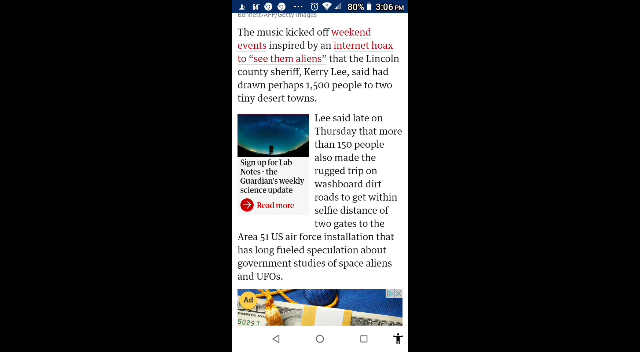 80% 3:06 PM
Bennett/AFP/Getty Images
The music kicked off weekend
events inspired by an internet hoax
to “see them aliens” that the Lincoln
county sheriff, Kerry Lee, said had
drawn perhaps 1,500 people to two
tiny desert towns.
Sign up for Lab
Notes - the
Guardian's weekly
science update
Read more
Lee said late on
Thursday that more
than 150 people
also made the
rugged trip on
washboard dirt
roads to get within
selfie distance of
two gates to the
Area 51 US air force installation that
has long fueled speculation about
government studies of space aliens
and UFOs.
Ad